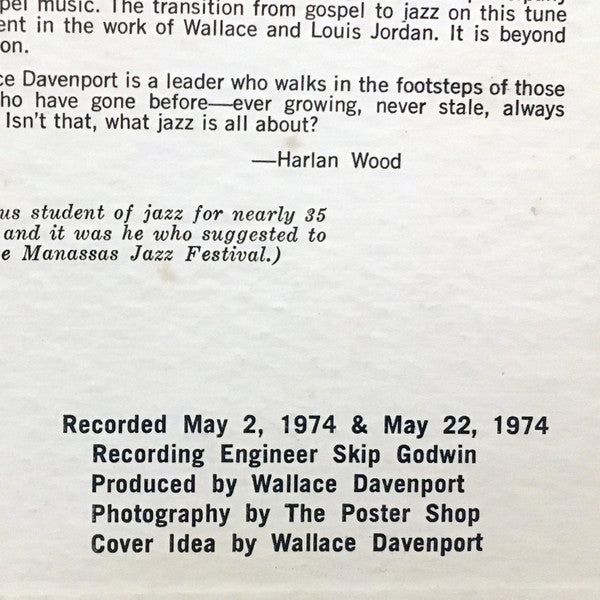 pel music. The transition from gospel to jazz on this tune
ent in the work of Wallace and Louis Jordan. It is beyond
on.
ce Davenport is a leader who walks in the footsteps of those
ho have gone before—ever growing, never stale, always
Isn't that, what jazz is all about?
—Harlan Wood
us student of jazz for nearly 35
and it was he who suggested to
e Manassas Jazz Festival.)
Recorded May 2, 1974 & May 22, 1974
Recording Engineer Skip Godwin
Produced by Wallace Davenport
Photography by The Poster Shop
Cover Idea by Wallace Davenport